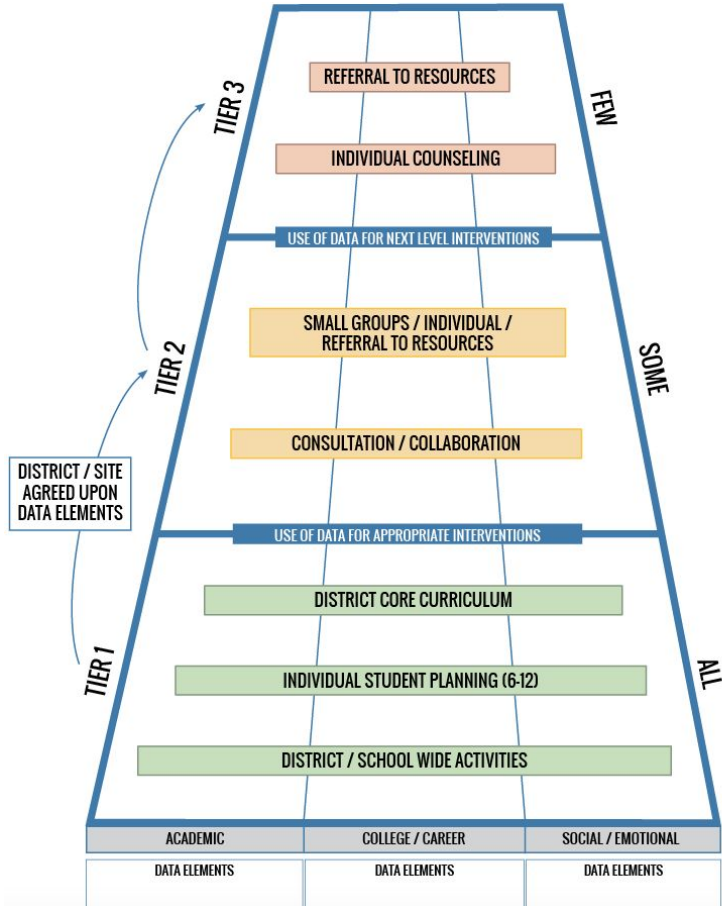 REFERRAL TO RESOURCES
TIER 3
FEW
INDIVIDUAL COUNSELING
USE OF DATA FOR NEXT LEVEL INTERVENTIONS
SMALL GROUPS / INDIVIDUAL /
REFERRAL TO RESOURCES
TIER 2
SOME
CONSULTATION / COLLABORATION
DISTRICT / SITE
AGREED UPON
DATA ELEMENTS
USE OF DATA FOR APPROPRIATE INTERVENTIONS
DISTRICT CORE CURRICULUM
TIER 1
INDIVIDUAL STUDENT PLANNING (6-12)
ALL
DISTRICT / SCHOOL WIDE ACTIVITIES
ACADEMIC
COLLEGE / CAREER
SOCIAL / EMOTIONAL
DATA ELEMENTS
DATA ELEMENTS
DATA ELEMENTS